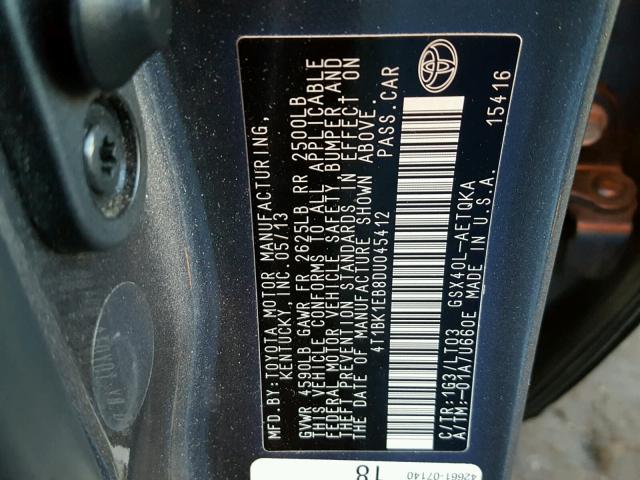 MFD. BY:TOYOTA MOTOR MANUFACTURING,
KENTUCKY, INC. 05/13
GVWR 4590LB GAWR FR 2625LB RR 2500LB
THIS VEHICLE CONFORMS TO ALL APPLICABLE
FEDERAL MOTOR VEHICLE SAFETY BUMPER AND
THEFT PREVENTION STANDARDS IN EFFECT ON
THE DATE OF MANUFACTURE SHOWN ABOVE.
4T1BK1EB8DU045412 PASS.CAR
C/TR:1G3/LT03 GSX40L-AETQKA
A/TM:-01A/U660E MADE IN U.S.A.
15416
42661-07140
18